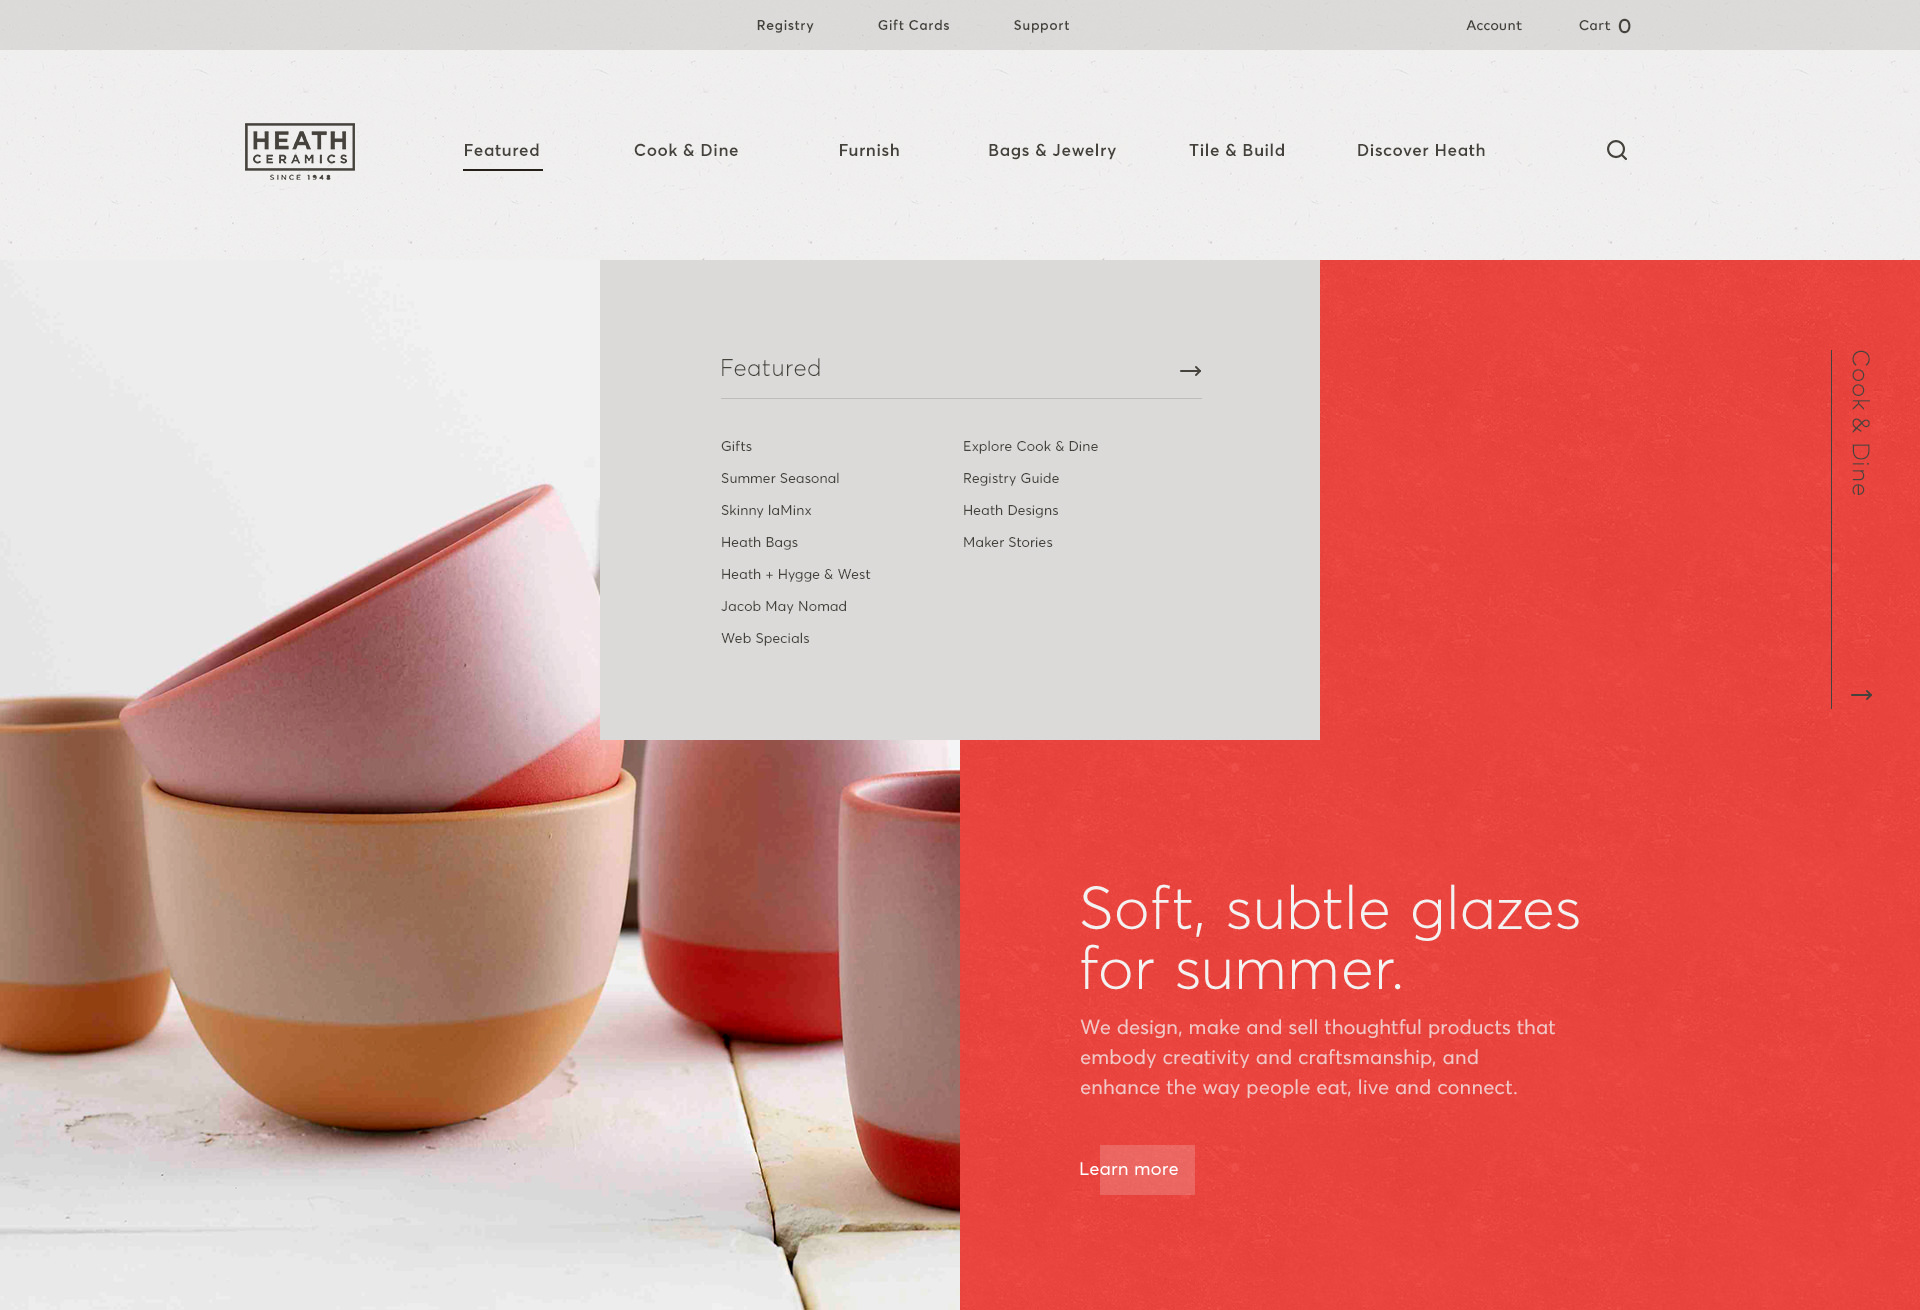 Registry
Gift Cards
Support
Account
Cart 0
HEATH
CERAMICS
SINCE 1948
Featured
Cook & Dine
Furnish
Bags & Jewelry
Tile & Build
Discover Heath
Featured
Gifts
Summer Seasonal
Skinny laMinx
Heath Bags
Heath + Hygge & West
Jacob May Nomad
Web Specials
Explore Cook & Dine
Registry Guide
Heath Designs
Maker Stories
Cook & Dine
Soft, subtle glazes
for summer.
We design, make and sell thoughtful products that
embody creativity and craftsmanship, and
enhance the way people eat, live and connect.
Learn more